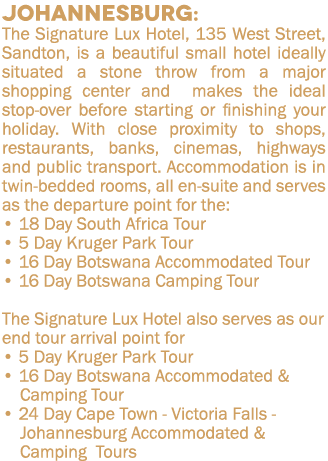 JOHANNESBURG:
The Signature Lux Hotel, 135 West Street,
Sandton, is a beautiful small hotel ideally
situated a stone throw from a major
shopping center and makes the ideal
stop-over before starting or finishing your
holiday. With close proximity to shops,
restaurants, banks, cinemas, highways
and public transport. Accommodation is in
twin-bedded rooms, all en-suite and serves
as the departure point for the:
• 18 Day South Africa Tour
• 5 Day Kruger Park Tour
• 16 Day Botswana Accommodated Tour
• 16 Day Botswana Camping Tour
The Signature Lux Hotel also serves as our
end tour arrival point for
• 5 Day Kruger Park Tour
• 16 Day Botswana Accommodated &
Camping Tour
• 24 Day Cape Town - Victoria Falls -
Johannesburg Accommodated &
Camping Tours